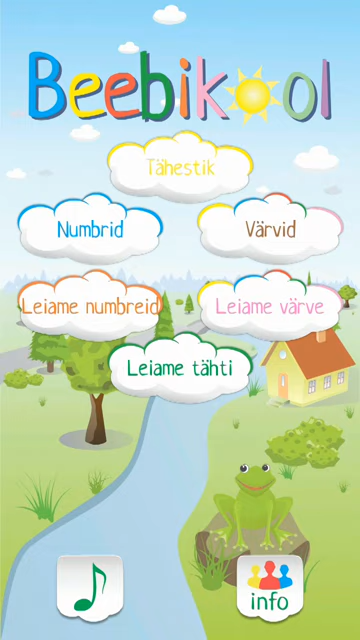 Beebikool
Tähestik
Numbrid
Värvid
Leiame numbreid
Leiame värve
Leiame tähti
info